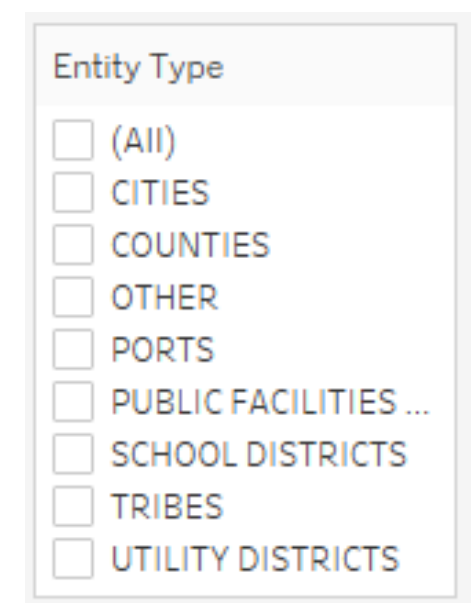 Entity Type
(All)
CITIES
COUNTIES
OTHER
PORTS
PUBLIC FACILITIES ...
SCHOOL DISTRICTS
TRIBES
UTILITY DISTRICTS